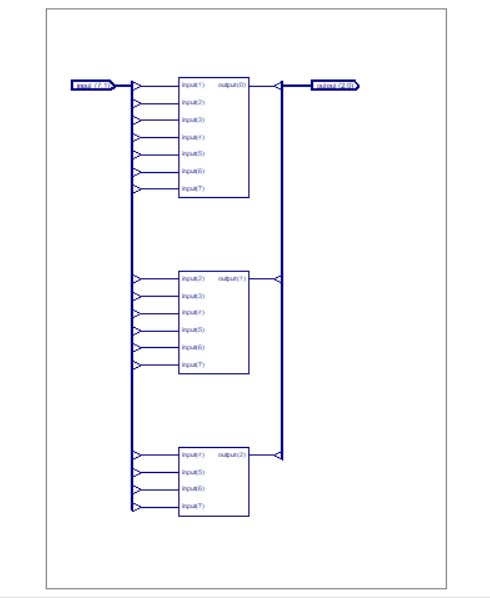 input (7:1)
output (2:0)
input(1) output(0)
input(2)
input(3)
input(4)
input(5)
input(6)
input(7)
input(2) output(1)
input(3)
input(4)
input(5)
input(6)
input(7)
input(4) output(2)
input(5)
input(6)
input(7)